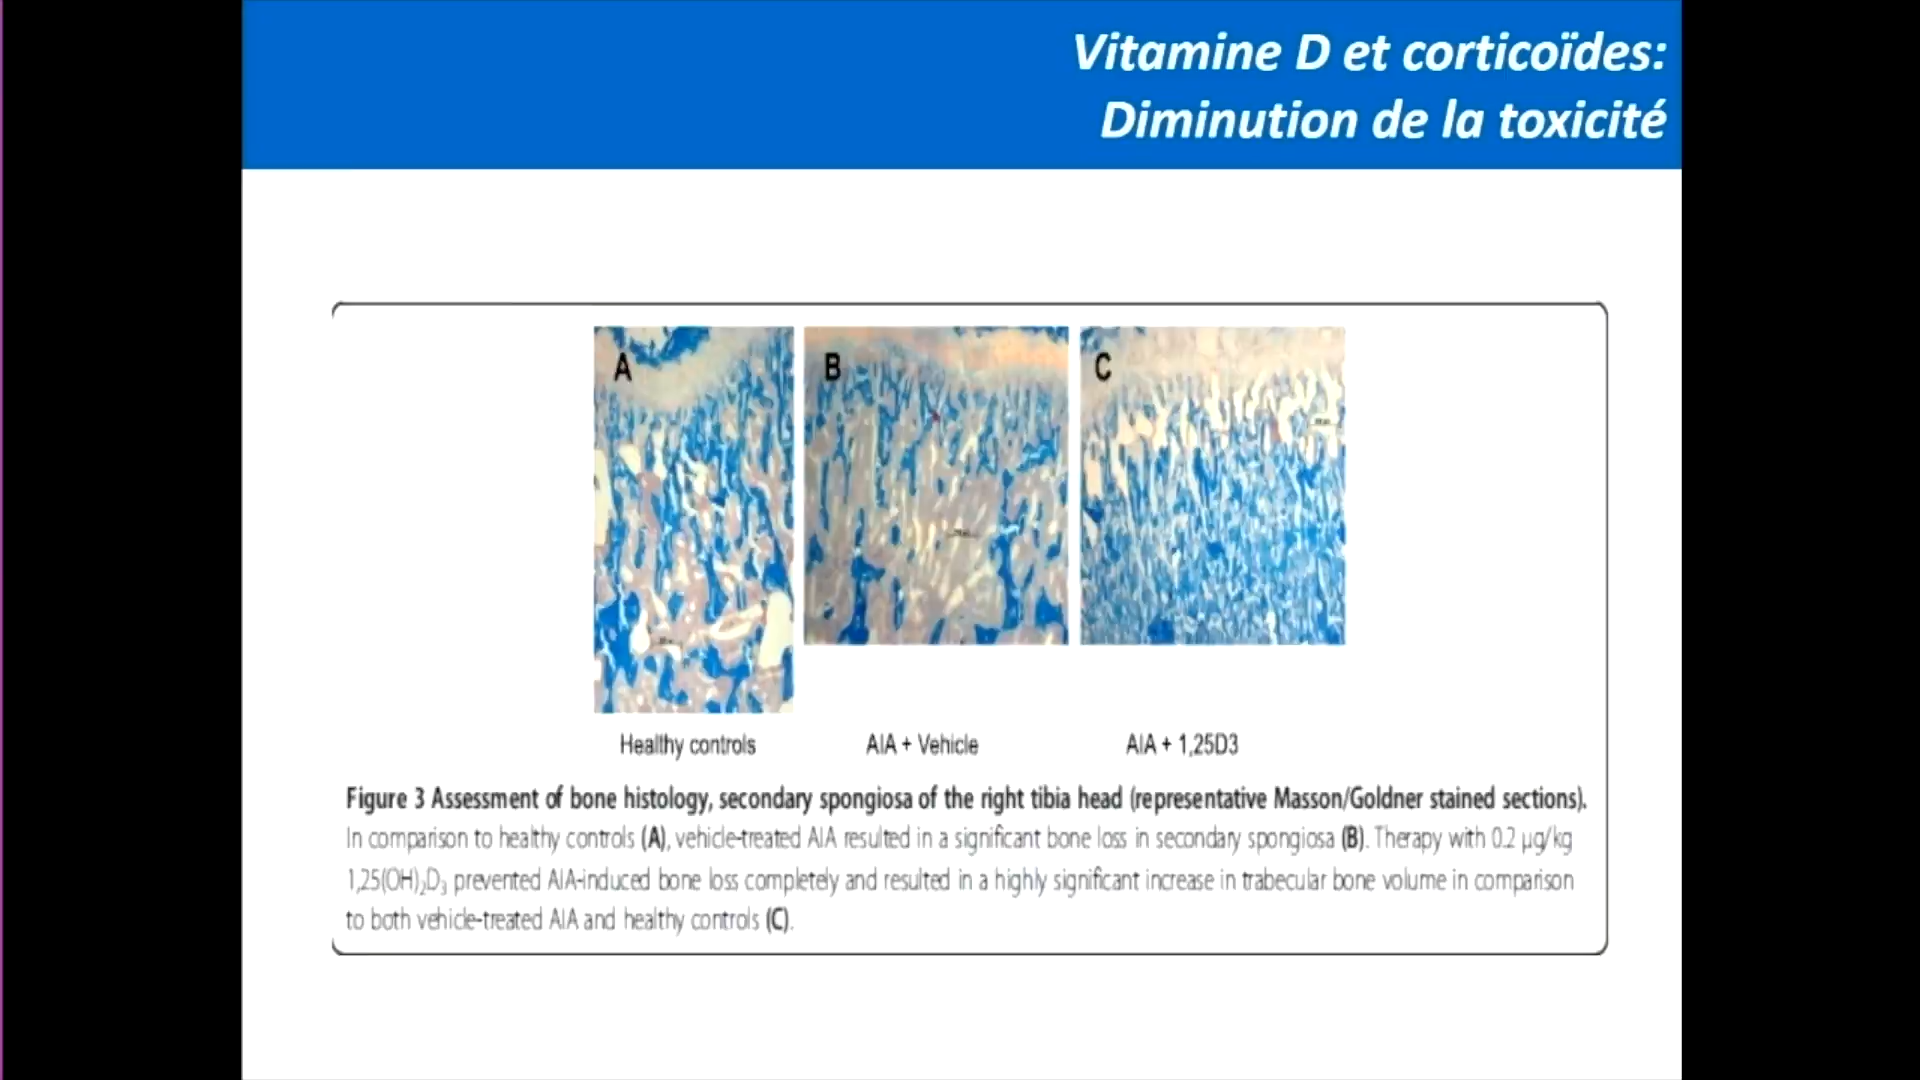 Vitamine D et corticoïdes:
Diminution de la toxicité
A
B
C
Healthy controls
AIA + Vehicle
AIA + 1,25D3
Figure 3 Assessment of bone histology, secondary spongiosa of the right tibia head (representative Masson/Goldner stained sections).
In comparison to healthy controls (A), vehicle-treated AIA resulted in a significant bone loss in secondary spongiosa (B). Therapy with 0.2 µg/kg
1,25(OH)₂D₃ prevented AIA-induced bone loss completely and resulted in a highly significant increase in trabecular bone volume in comparison
to both vehicle-treated AIA and healthy controls (C).